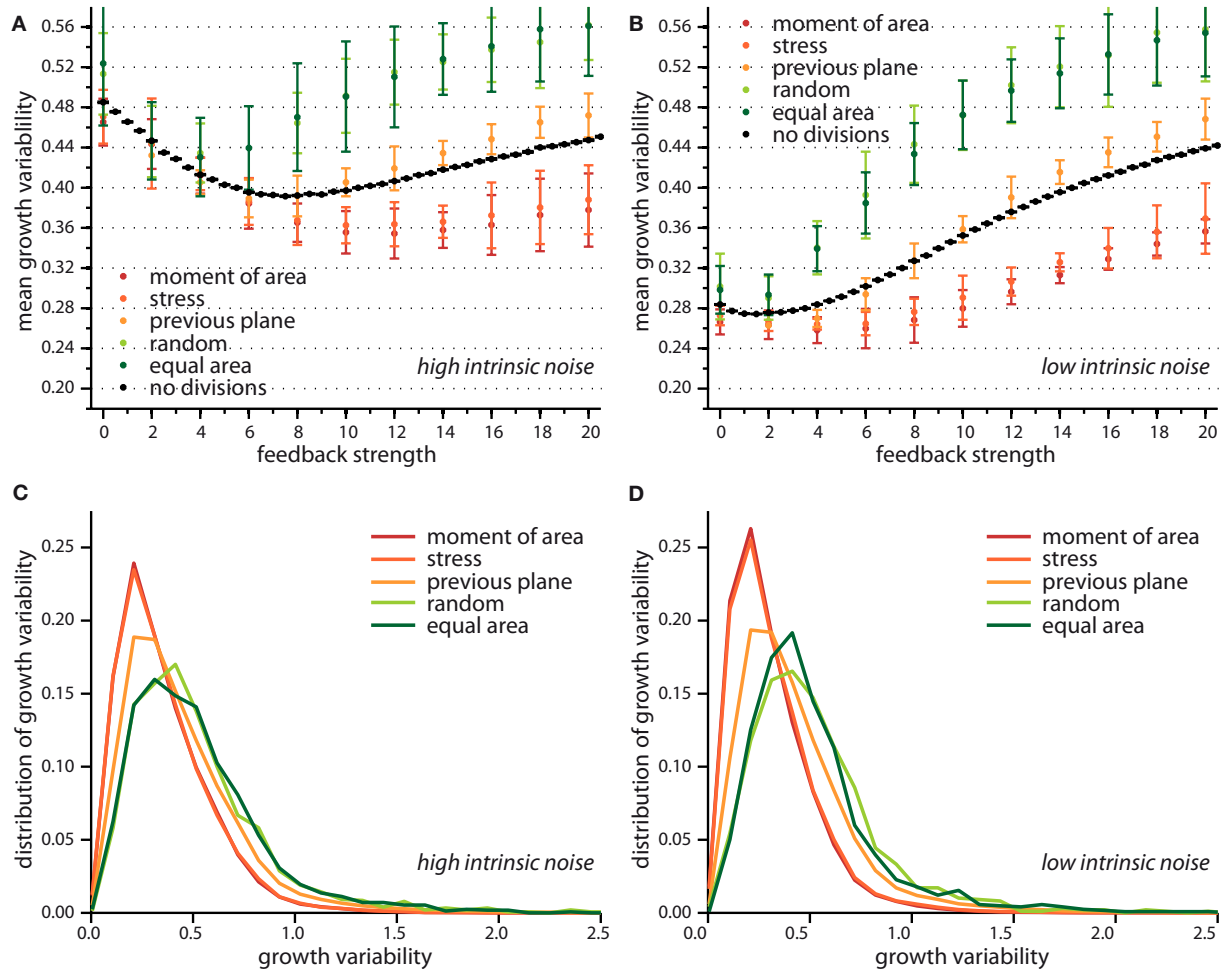 A
mean growth variablility
0.56
0.52
0.48
0.44
0.40
0.36
0.32
0.28
0.24
0.20
moment of area
stress
previous plane
random
equal area
no divisions
high intrinsic noise
0 2 4 6 8 10 12 14 16 18 20
feedback strength
B
mean growth variability
0.56
0.52
0.48
0.44
0.40
0.36
0.32
0.28
0.24
0.20
moment of area
stress
previous plane
random
equal area
no divisions
low intrinsic noise
0 2 4 6 8 10 12 14 16 18 20
feedback strength
C
distribution of growth variability
0.25
0.20
0.15
0.10
0.05
0.00
moment of area
stress
previous plane
random
equal area
high intrinsic noise
0.0 0.5 1.0 1.5 2.0 2.5
growth variability
D
distribution of growth variability
0.25
0.20
0.15
0.10
0.05
0.00
moment of area
stress
previous plane
random
equal area
low intrinsic noise
0.0 0.5 1.0 1.5 2.0 2.5
growth variability